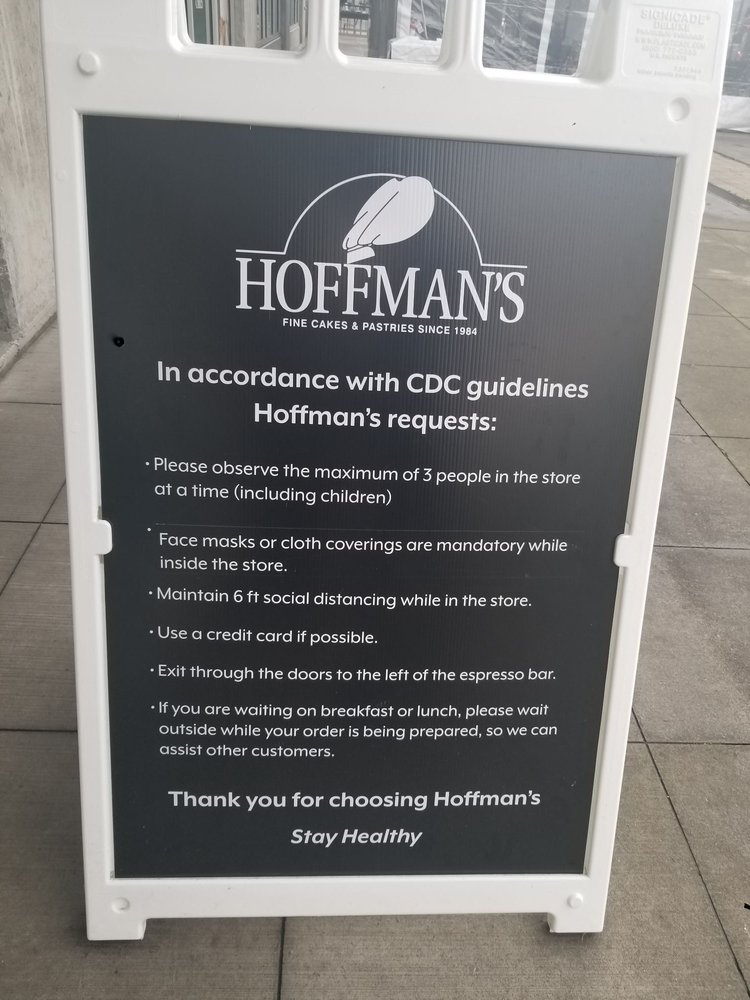 SIGNICADE
DELUXE
HOFFMAN'S
FINE CAKES & PASTRIES SINCE 1984
In accordance with CDC guidelines
Hoffman's requests:
· Please observe the maximum of 3 people in the store
at a time (including children)
· Face masks or cloth coverings are mandatory while
inside the store.
· Maintain 6 ft social distancing while in the store.
· Use a credit card if possible.
· Exit through the doors to the left of the espresso bar.
· If you are waiting on breakfast or lunch, please wait
outside while your order is being prepared, so we can
assist other customers.
Thank you for choosing Hoffman's
Stay Healthy